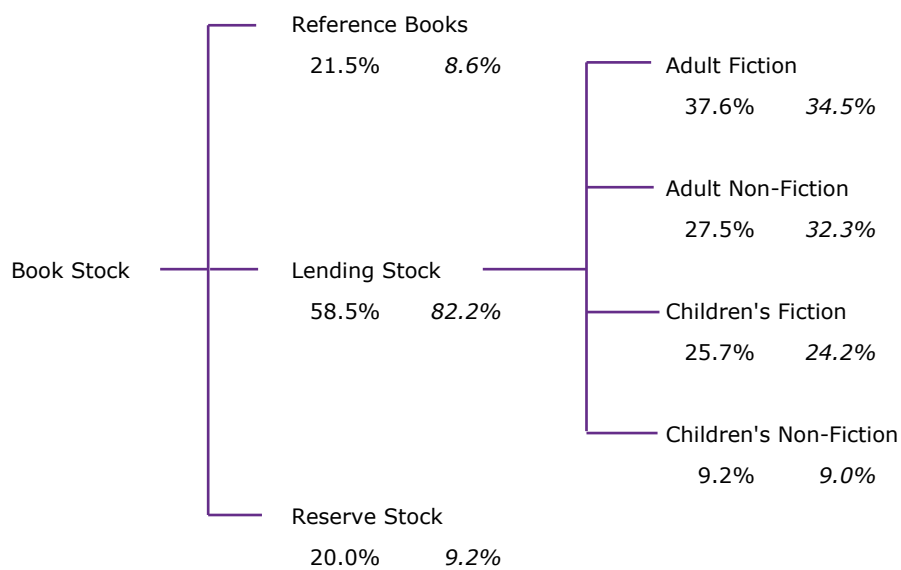 Reference Books
21.5% 8.6%
Adult Fiction
37.6% 34.5%
Adult Non-Fiction
27.5% 32.3%
Book Stock
Lending Stock
58.5% 82.2%
Children's Fiction
25.7% 24.2%
Children's Non-Fiction
9.2% 9.0%
Reserve Stock
20.0% 9.2%